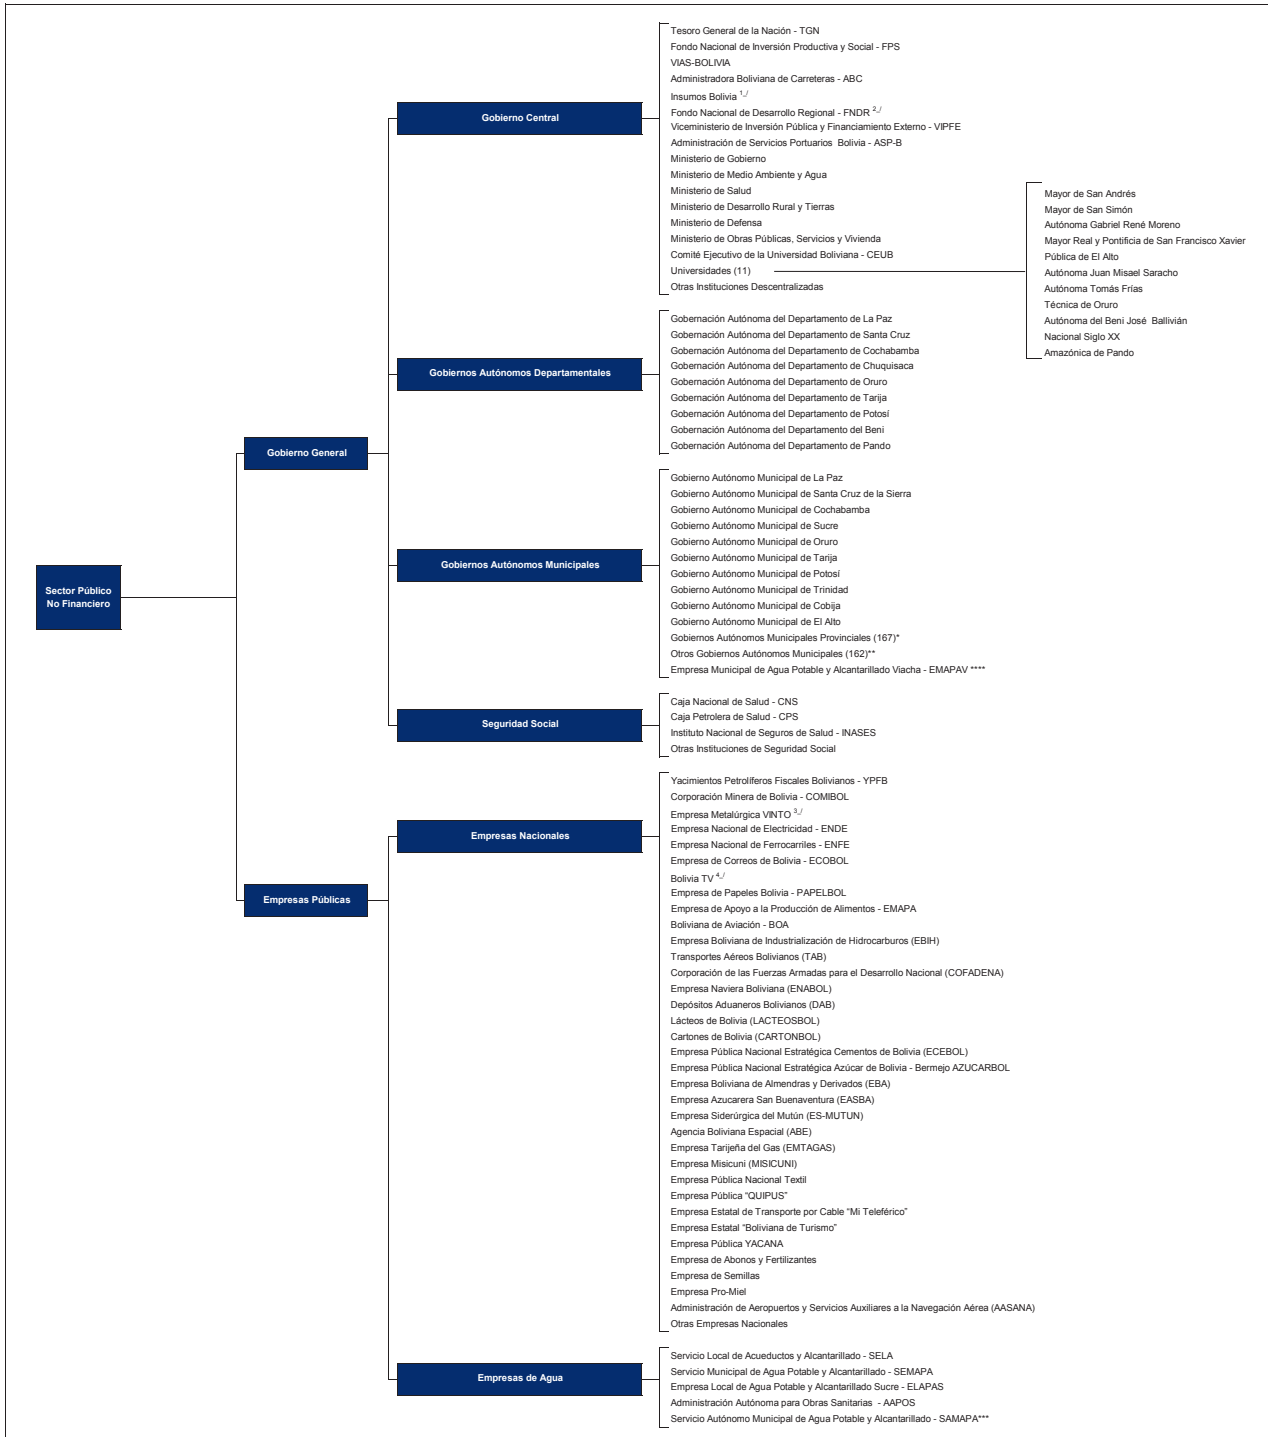 Sector Público
No Financiero
Gobierno General
Gobierno Central
Tesoro General de la Nación - TGN
Fondo Nacional de Inversión Productiva y Social - FPS
VIAS-BOLIVIA
Administradora Boliviana de Carreteras - ABC
Insumos Bolivia 1_/
Fondo Nacional de Desarrollo Regional - FNDR 2_/
Viceministerio de Inversión Pública y Financiamiento Externo - VIPFE
Administración de Servicios Portuarios Bolivia - ASP-B
Ministerio de Gobierno
Ministerio de Medio Ambiente y Agua
Ministerio de Salud
Ministerio de Desarrollo Rural y Tierras
Ministerio de Defensa
Ministerio de Obras Públicas, Servicios y Vivienda
Comité Ejecutivo de la Universidad Boliviana - CEUB
Universidades (11)
Otras Instituciones Descentralizadas
Mayor de San Andrés
Mayor de San Simón
Autónoma Gabriel René Moreno
Mayor Real y Pontificia de San Francisco Xavier
Pública de El Alto
Autónoma Juan Misael Saracho
Autónoma Tomás Frías
Técnica de Oruro
Autónoma del Beni José Ballivián
Nacional Siglo XX
Amazónica de Pando
Gobiernos Autónomos Departamentales
Gobernación Autónoma del Departamento de La Paz
Gobernación Autónoma del Departamento de Santa Cruz
Gobernación Autónoma del Departamento de Cochabamba
Gobernación Autónoma del Departamento de Chuquisaca
Gobernación Autónoma del Departamento de Oruro
Gobernación Autónoma del Departamento de Tarija
Gobernación Autónoma del Departamento de Potosí
Gobernación Autónoma del Departamento del Beni
Gobernación Autónoma del Departamento de Pando
Gobiernos Autónomos Municipales
Gobierno Autónomo Municipal de La Paz
Gobierno Autónomo Municipal de Santa Cruz de la Sierra
Gobierno Autónomo Municipal de Cochabamba
Gobierno Autónomo Municipal de Sucre
Gobierno Autónomo Municipal de Oruro
Gobierno Autónomo Municipal de Tarija
Gobierno Autónomo Municipal de Potosí
Gobierno Autónomo Municipal de Trinidad
Gobierno Autónomo Municipal de Cobija
Gobierno Autónomo Municipal de El Alto
Gobiernos Autónomos Municipales Provinciales (167)*
Otros Gobiernos Autónomos Municipales (162)**
Empresa Municipal de Agua Potable y Alcantarillado Viacha - EMAPAV ****
Seguridad Social
Caja Nacional de Salud - CNS
Caja Petrolera de Salud - CPS
Instituto Nacional de Seguros de Salud - INASES
Otras Instituciones de Seguridad Social
Empresas Públicas
Empresas Nacionales
Yacimientos Petrolíferos Fiscales Bolivianos - YPFB
Corporación Minera de Bolivia - COMIBOL
Empresa Metalúrgica VINTO 3_/
Empresa Nacional de Electricidad - ENDE
Empresa Nacional de Ferrocarriles - ENFE
Empresa de Correos de Bolivia - ECOBOL
Bolivia TV 4_/
Empresa de Papeles Bolivia - PAPELBOL
Empresa de Apoyo a la Producción de Alimentos - EMAPA
Boliviana de Aviación - BOA
Empresa Boliviana de Industrialización de Hidrocarburos (EBIH)
Transportes Aéreos Bolivianos (TAB)
Corporación de las Fuerzas Armadas para el Desarrollo Nacional (COFADENA)
Empresa Naviera Boliviana (ENABOL)
Depósitos Aduaneros Bolivianos (DAB)
Lácteos de Bolivia (LACTEOSBOL)
Cartones de Bolivia (CARTONBOL)
Empresa Pública Nacional Estratégica Cementos de Bolivia (ECEBOL)
Empresa Pública Nacional Estratégica Azúcar de Bolivia - Bermejo AZUCARBOL
Empresa Boliviana de Almendras y Derivados (EBA)
Empresa Azucarera San Buenaventura (EASBA)
Empresa Siderúrgica del Mutún (ES-MUTUN)
Agencia Boliviana Espacial (ABE)
Empresa Tarijeña del Gas (EMTAGAS)
Empresa Misicuni (MISICUNI)
Empresa Pública Nacional Textil
Empresa Pública “QUIPUS”
Empresa Estatal de Transporte por Cable “Mi Teleférico”
Empresa Estatal “Boliviana de Turismo”
Empresa Pública YACANA
Empresa de Abonos y Fertilizantes
Empresa de Semillas
Empresa Pro-Miel
Administración de Aeropuertos y Servicios Auxiliares a la Navegación Aérea (AASANA)
Otras Empresas Nacionales
Empresas de Agua
Servicio Local de Acueductos y Alcantarillado - SELA
Servicio Municipal de Agua Potable y Alcantarillado - SEMAPA
Empresa Local de Agua Potable y Alcantarillado Sucre - ELAPAS
Administración Autónoma para Obras Sanitarias - AAPOS
Servicio Autónomo Municipal de Agua Potable y Alcantarillado - SAMAPA***